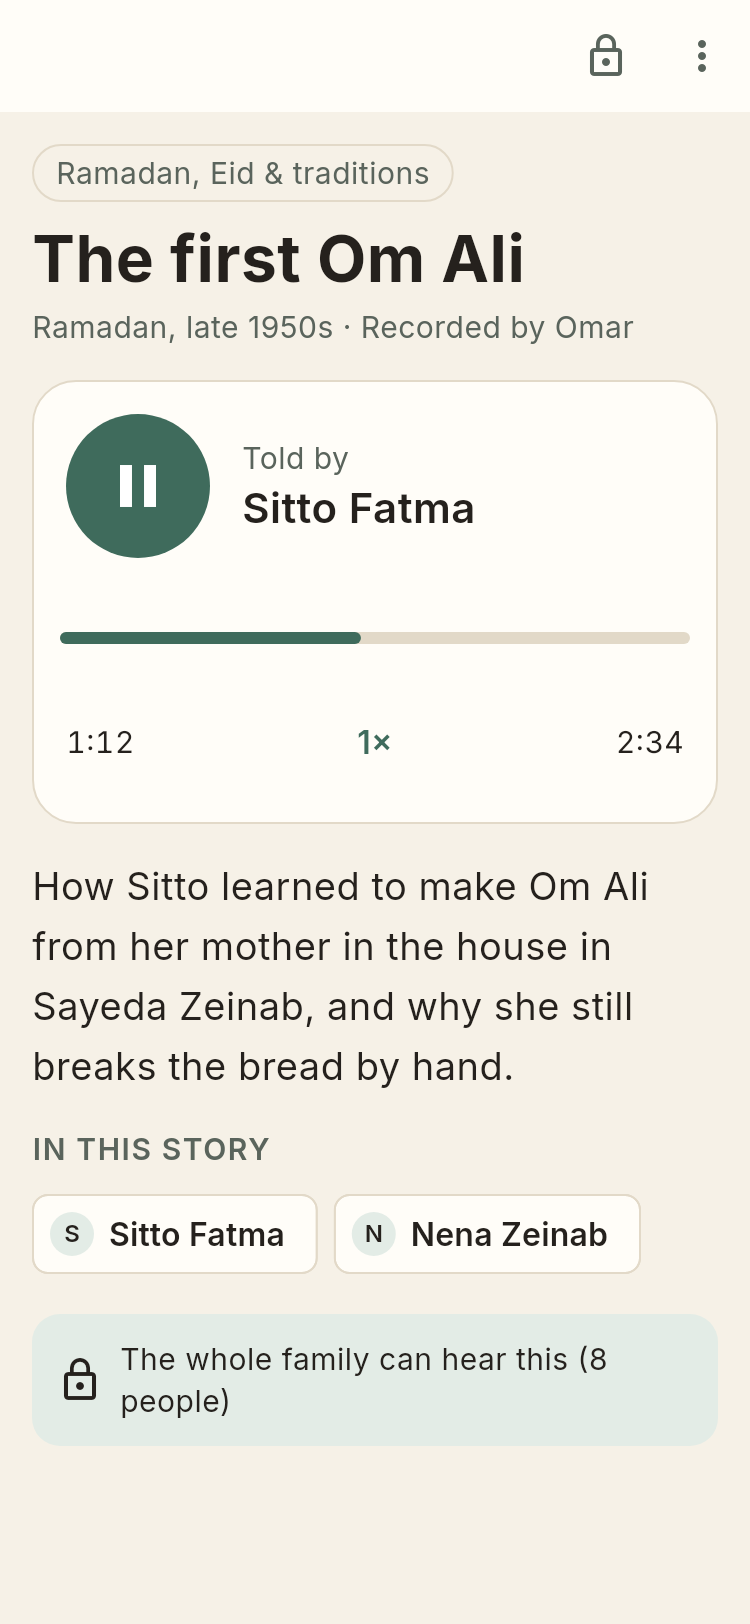 Ramadan, Eid & traditions
The first Om Ali
Ramadan, late 1950s · Recorded by Omar
Told by
Sitto Fatma
1:12
1×
2:34
How Sitto learned to make Om Ali
from her mother in the house in
Sayeda Zeinab, and why she still
breaks the bread by hand.
IN THIS STORY
S Sitto Fatma
N Nena Zeinab
The whole family can hear this (8
people)